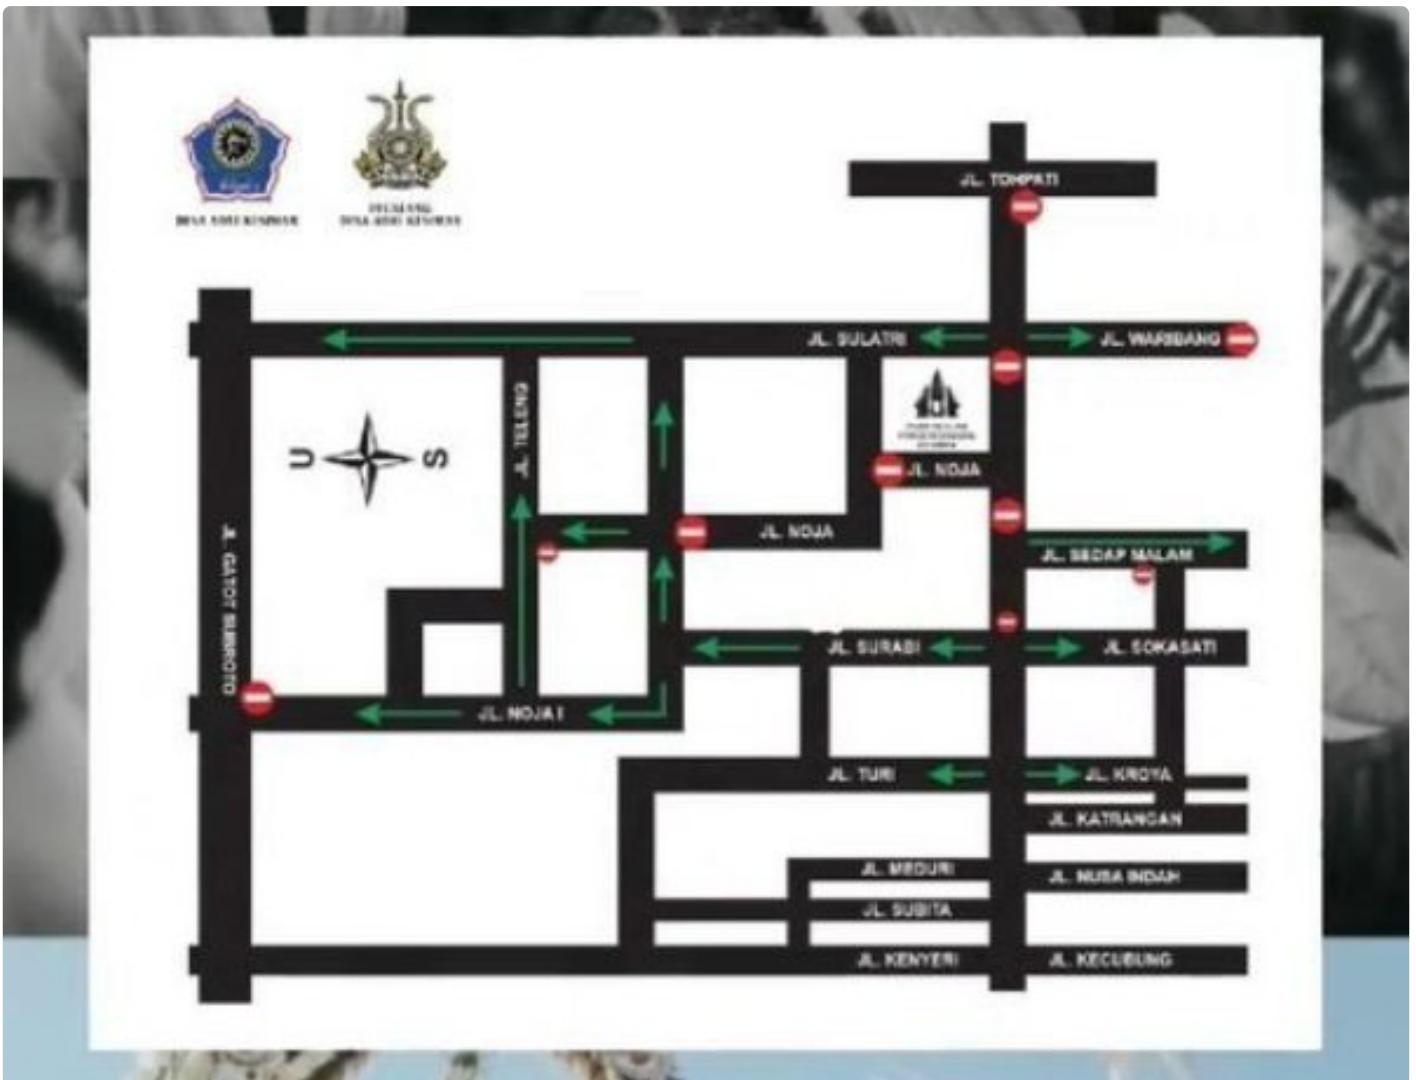 JL. TOHPATI
JL. SULATRI
JL. WARIBANG
JL. TELENG
U
S
JL. NOJA
JL. NOJA
JL. SEDAP MALAM
JL. GATOT SUBROTO
JL. SURABI
JL. SOKASATI
JL. NOJA I
JL. TURI
JL. KROYA
JL. KATRANGAN
JL. MEDURI
JL. NUSA INDAH
JL. SUBITA
JL. KENYERI
JL. KECUBUNG